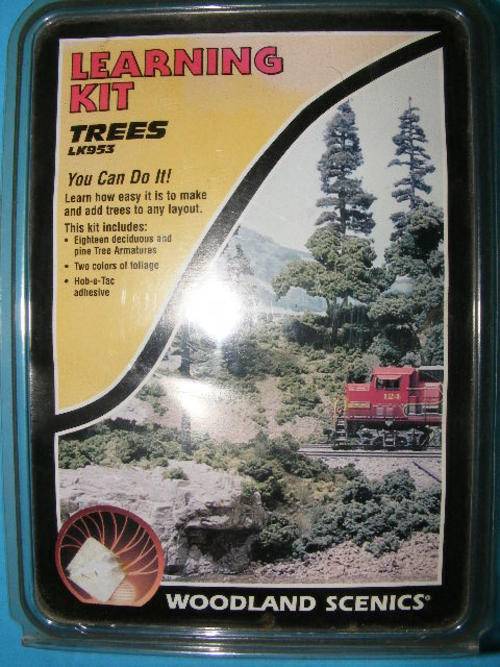 LEARNING
KIT
TREES
LK953
You Can Do It!
Learn how easy it is to make
and add trees to any layout.
This kit includes:
• Eighteen deciduous and
pine Tree Armatures
• Two colors of foliage
• Hob-e-Tac
adhesive
124
WOODLAND SCENICS®